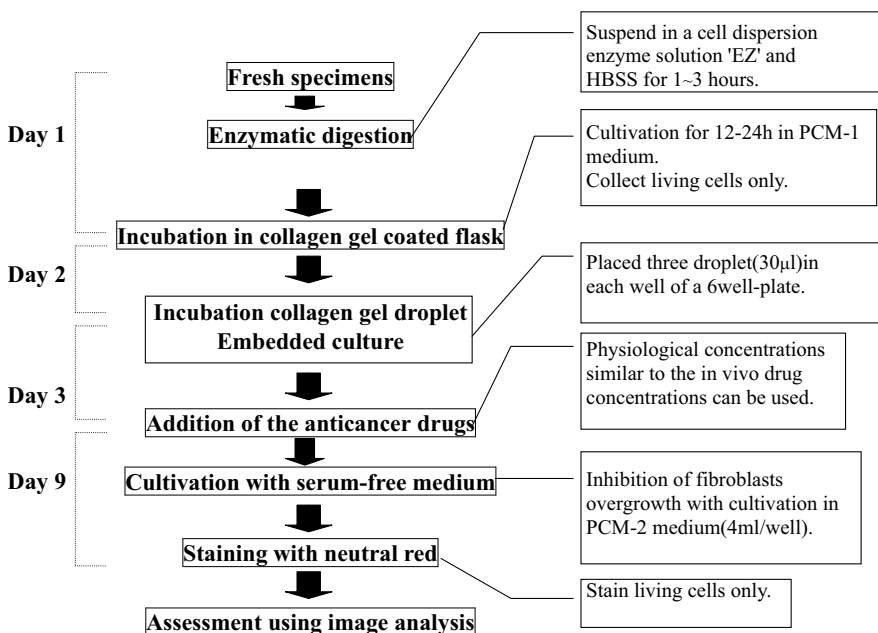 Suspend in a cell dispersion
enzyme solution 'EZ' and
HBSS for 1~3 hours.
Fresh specimens
Day 1
Enzymatic digestion
Cultivation for 12-24h in PCM-1
medium.
Collect living cells only.
Incubation in collagen gel coated flask
Day 2
Placed three droplet(30μl)in
each well of a 6well-plate.
Incubation collagen gel droplet
Embedded culture
Physiological concentrations
similar to the in vivo drug
concentrations can be used.
Day 3
Addition of the anticancer drugs
Day 9
Cultivation with serum-free medium
Inhibition of fibroblasts
overgrowth with cultivation in
PCM-2 medium(4ml/well).
Staining with neutral red
Stain living cells only.
Assessment using image analysis